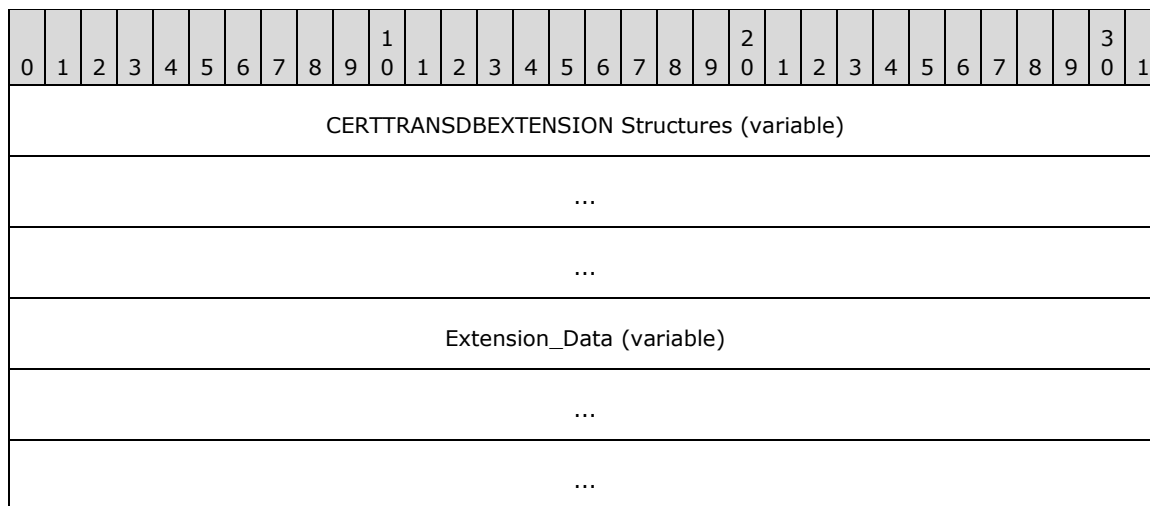 1 2 3
0 1 2 3 4 5 6 7 8 9 0 1 2 3 4 5 6 7 8 9 0 1 2 3 4 5 6 7 8 9 0 1
CERTTRANSDBEXTENSION Structures (variable)
...
...
Extension_Data (variable)
...
...